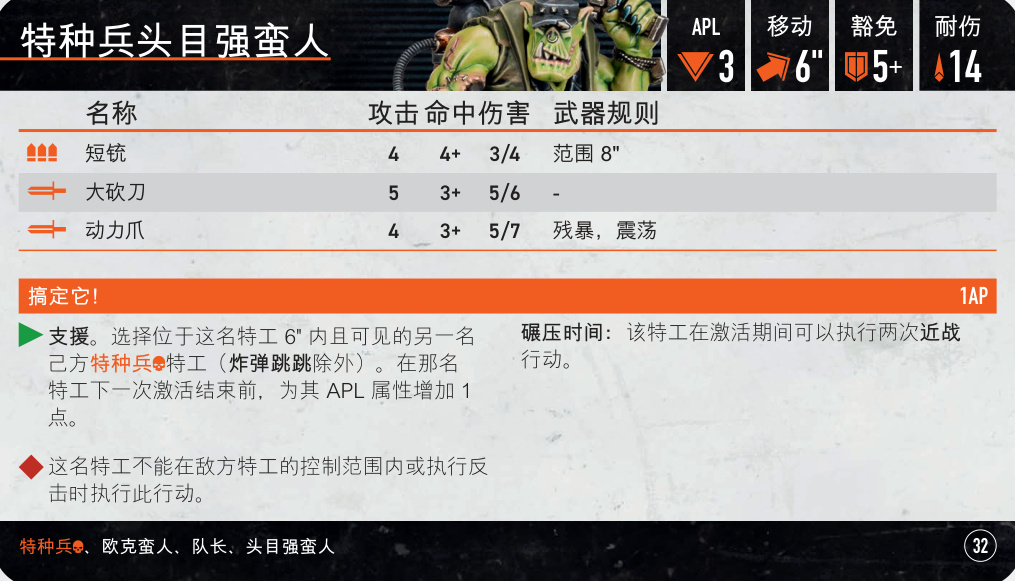 特种兵头目强蛮人
APL 移动 豁免 耐伤
3 6" 5+ 14
名称 攻击 命中 伤害 武器规则
短铳 4 4+ 3/4 范围 8"
大砍刀 5 3+ 5/6 -
动力爪 4 3+ 5/7 残暴，震荡
搞定它! 1AP
支援。选择位于这名特工 6" 内且可见的另一名
己方特种兵特工（炸弹跳跳除外）。在那名
特工下一次激活结束前，为其 APL 属性增加 1
点。
这名特工不能在敌方特工的控制范围内或执行反
击时执行此行动。
碾压时间：该特工在激活期间可以执行两次近战
行动。
特种兵、欧克蛮人、队长、头目强蛮人
32